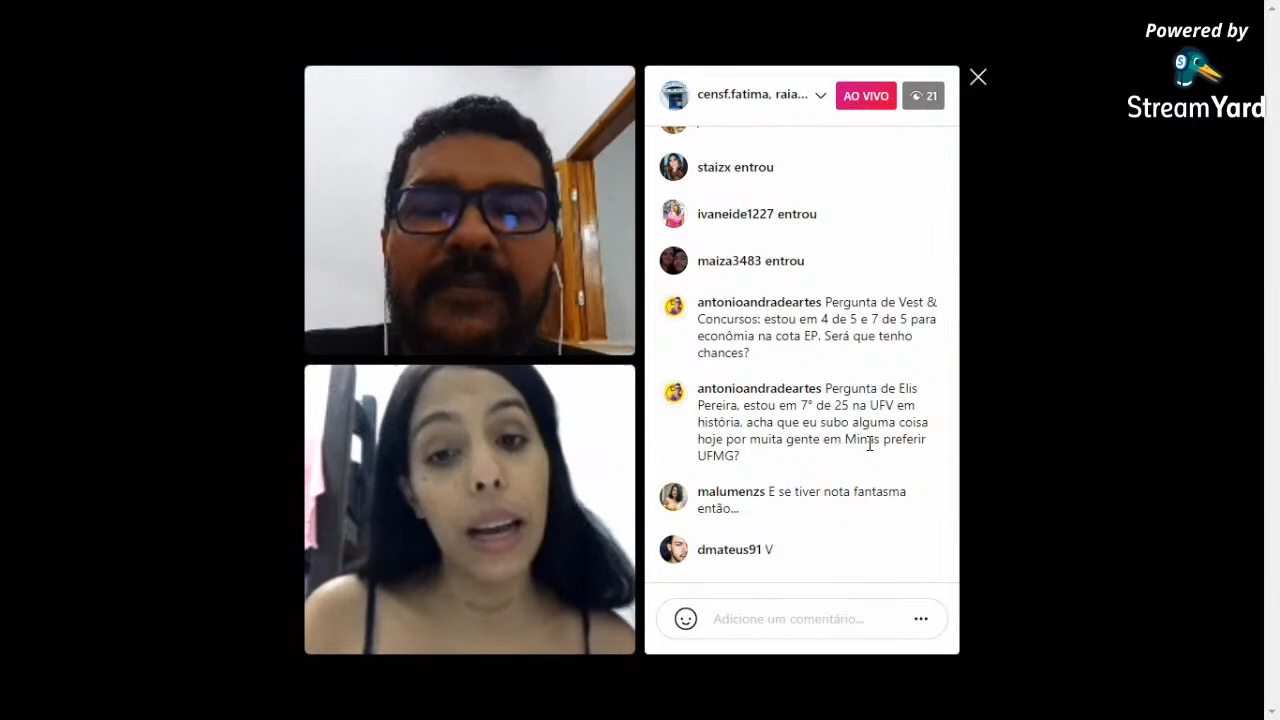 Powered by
StreamYard
censf.fatima, raia...
AO VIVO
21
staizx entrou
ivaneide1227 entrou
maiza3483 entrou
antonioandradeartes Pergunta de Vest &
Concursos: estou em 4 de 5 e 7 de 5 para
econômia na cota EP. Será que tenho
chances?
antonioandradeartes Pergunta de Elis
Pereira, estou em 7° de 25 na UFV em
história, acha que eu subo alguma coisa
hoje por muita gente em Minas preferir
UFMG?
malumenzs E se tiver nota fantasma
então...
dmateus91 V
Adicione um comentário...